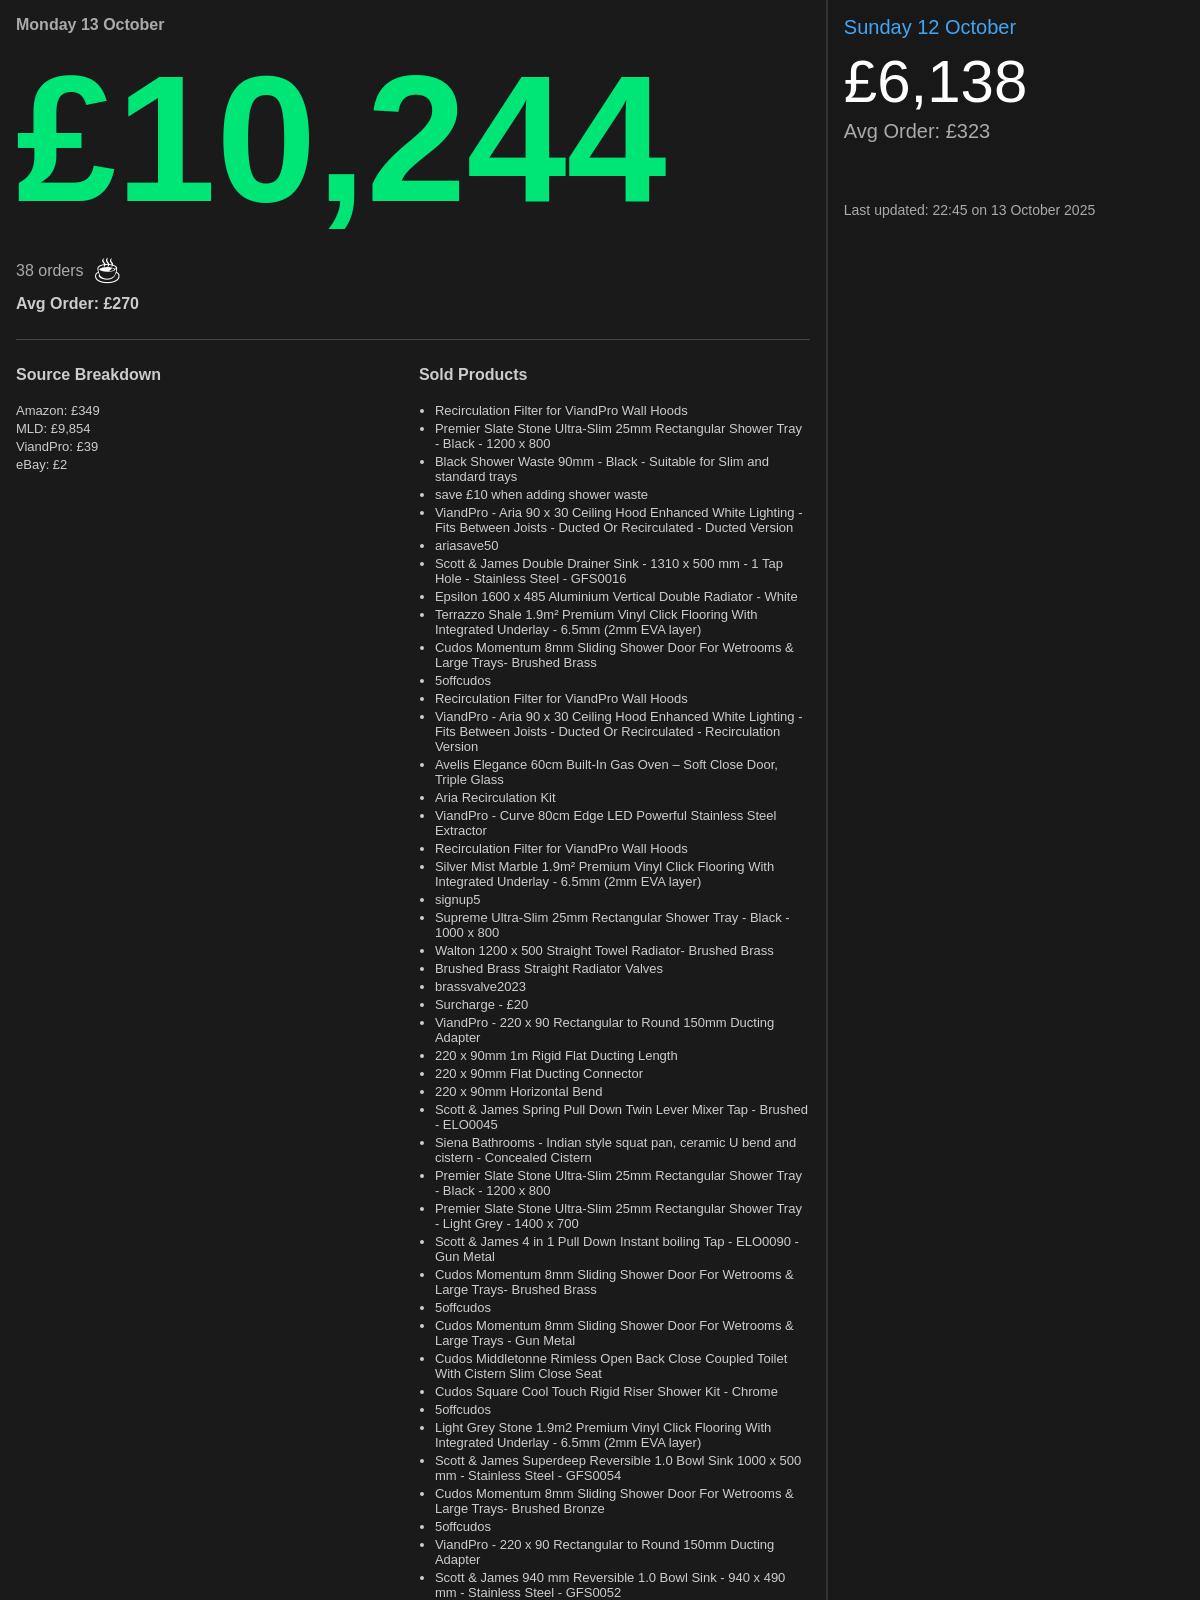 Monday 13 October
£10,244
38 orders
Avg Order: £270
Source Breakdown
Amazon: £349
MLD: £9,854
ViandPro: £39
eBay: £2
Sold Products
Recirculation Filter for ViandPro Wall Hoods
Premier Slate Stone Ultra-Slim 25mm Rectangular Shower Tray
- Black - 1200 x 800
Black Shower Waste 90mm - Black - Suitable for Slim and
standard trays
save £10 when adding shower waste
ViandPro - Aria 90 x 30 Ceiling Hood Enhanced White Lighting -
Fits Between Joists - Ducted Or Recirculated - Ducted Version
ariasave50
Scott & James Double Drainer Sink - 1310 x 500 mm - 1 Tap
Hole - Stainless Steel - GFS0016
Epsilon 1600 x 485 Aluminium Vertical Double Radiator - White
Terrazzo Shale 1.9m² Premium Vinyl Click Flooring With
Integrated Underlay - 6.5mm (2mm EVA layer)
Cudos Momentum 8mm Sliding Shower Door For Wetrooms &
Large Trays- Brushed Brass
5offcudos
Recirculation Filter for ViandPro Wall Hoods
ViandPro - Aria 90 x 30 Ceiling Hood Enhanced White Lighting -
Fits Between Joists - Ducted Or Recirculated - Recirculation
Version
Avelis Elegance 60cm Built-In Gas Oven – Soft Close Door,
Triple Glass
Aria Recirculation Kit
ViandPro - Curve 80cm Edge LED Powerful Stainless Steel
Extractor
Recirculation Filter for ViandPro Wall Hoods
Silver Mist Marble 1.9m² Premium Vinyl Click Flooring With
Integrated Underlay - 6.5mm (2mm EVA layer)
signup5
Supreme Ultra-Slim 25mm Rectangular Shower Tray - Black -
1000 x 800
Walton 1200 x 500 Straight Towel Radiator- Brushed Brass
Brushed Brass Straight Radiator Valves
brassvalve2023
Surcharge - £20
ViandPro - 220 x 90 Rectangular to Round 150mm Ducting
Adapter
220 x 90mm 1m Rigid Flat Ducting Length
220 x 90mm Flat Ducting Connector
220 x 90mm Horizontal Bend
Scott & James Spring Pull Down Twin Lever Mixer Tap - Brushed
- ELO0045
Siena Bathrooms - Indian style squat pan, ceramic U bend and
cistern - Concealed Cistern
Premier Slate Stone Ultra-Slim 25mm Rectangular Shower Tray
- Black - 1200 x 800
Premier Slate Stone Ultra-Slim 25mm Rectangular Shower Tray
- Light Grey - 1400 x 700
Scott & James 4 in 1 Pull Down Instant boiling Tap - ELO0090 -
Gun Metal
Cudos Momentum 8mm Sliding Shower Door For Wetrooms &
Large Trays- Brushed Brass
5offcudos
Cudos Momentum 8mm Sliding Shower Door For Wetrooms &
Large Trays - Gun Metal
Cudos Middletonne Rimless Open Back Close Coupled Toilet
With Cistern Slim Close Seat
Cudos Square Cool Touch Rigid Riser Shower Kit - Chrome
5offcudos
Light Grey Stone 1.9m2 Premium Vinyl Click Flooring With
Integrated Underlay - 6.5mm (2mm EVA layer)
Scott & James Superdeep Reversible 1.0 Bowl Sink 1000 x 500
mm - Stainless Steel - GFS0054
Cudos Momentum 8mm Sliding Shower Door For Wetrooms &
Large Trays- Brushed Bronze
5offcudos
ViandPro - 220 x 90 Rectangular to Round 150mm Ducting
Adapter
Scott & James 940 mm Reversible 1.0 Bowl Sink - 940 x 490
mm - Stainless Steel - GFS0052
Sunday 12 October
£6,138
Avg Order: £323
Last updated: 22:45 on 13 October 2025